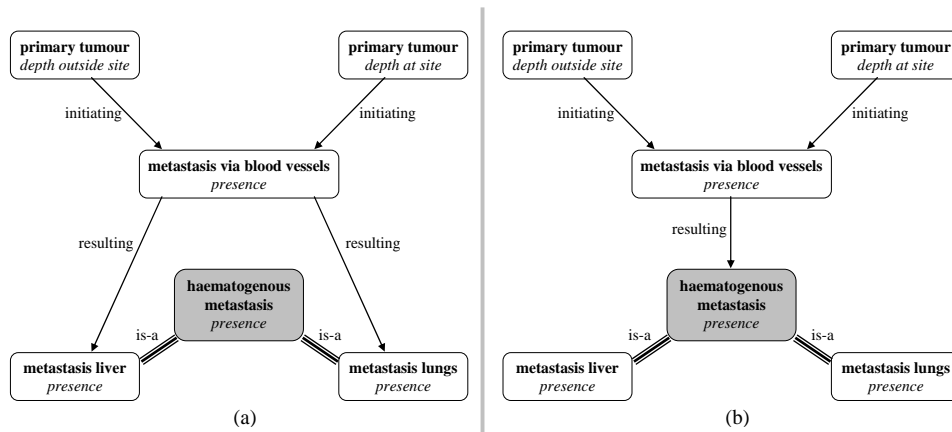 primary tumour
depth outside site
primary tumour
depth at site
initiating
initiating
metastasis via blood vessels
presence
resulting
resulting
haematogenous
metastasis
presence
is-a
is-a
metastasis liver
presence
metastasis lungs
presence
(a)
primary tumour
depth outside site
primary tumour
depth at site
initiating
initiating
metastasis via blood vessels
presence
resulting
haematogenous
metastasis
presence
is-a
is-a
metastasis liver
presence
metastasis lungs
presence
(b)